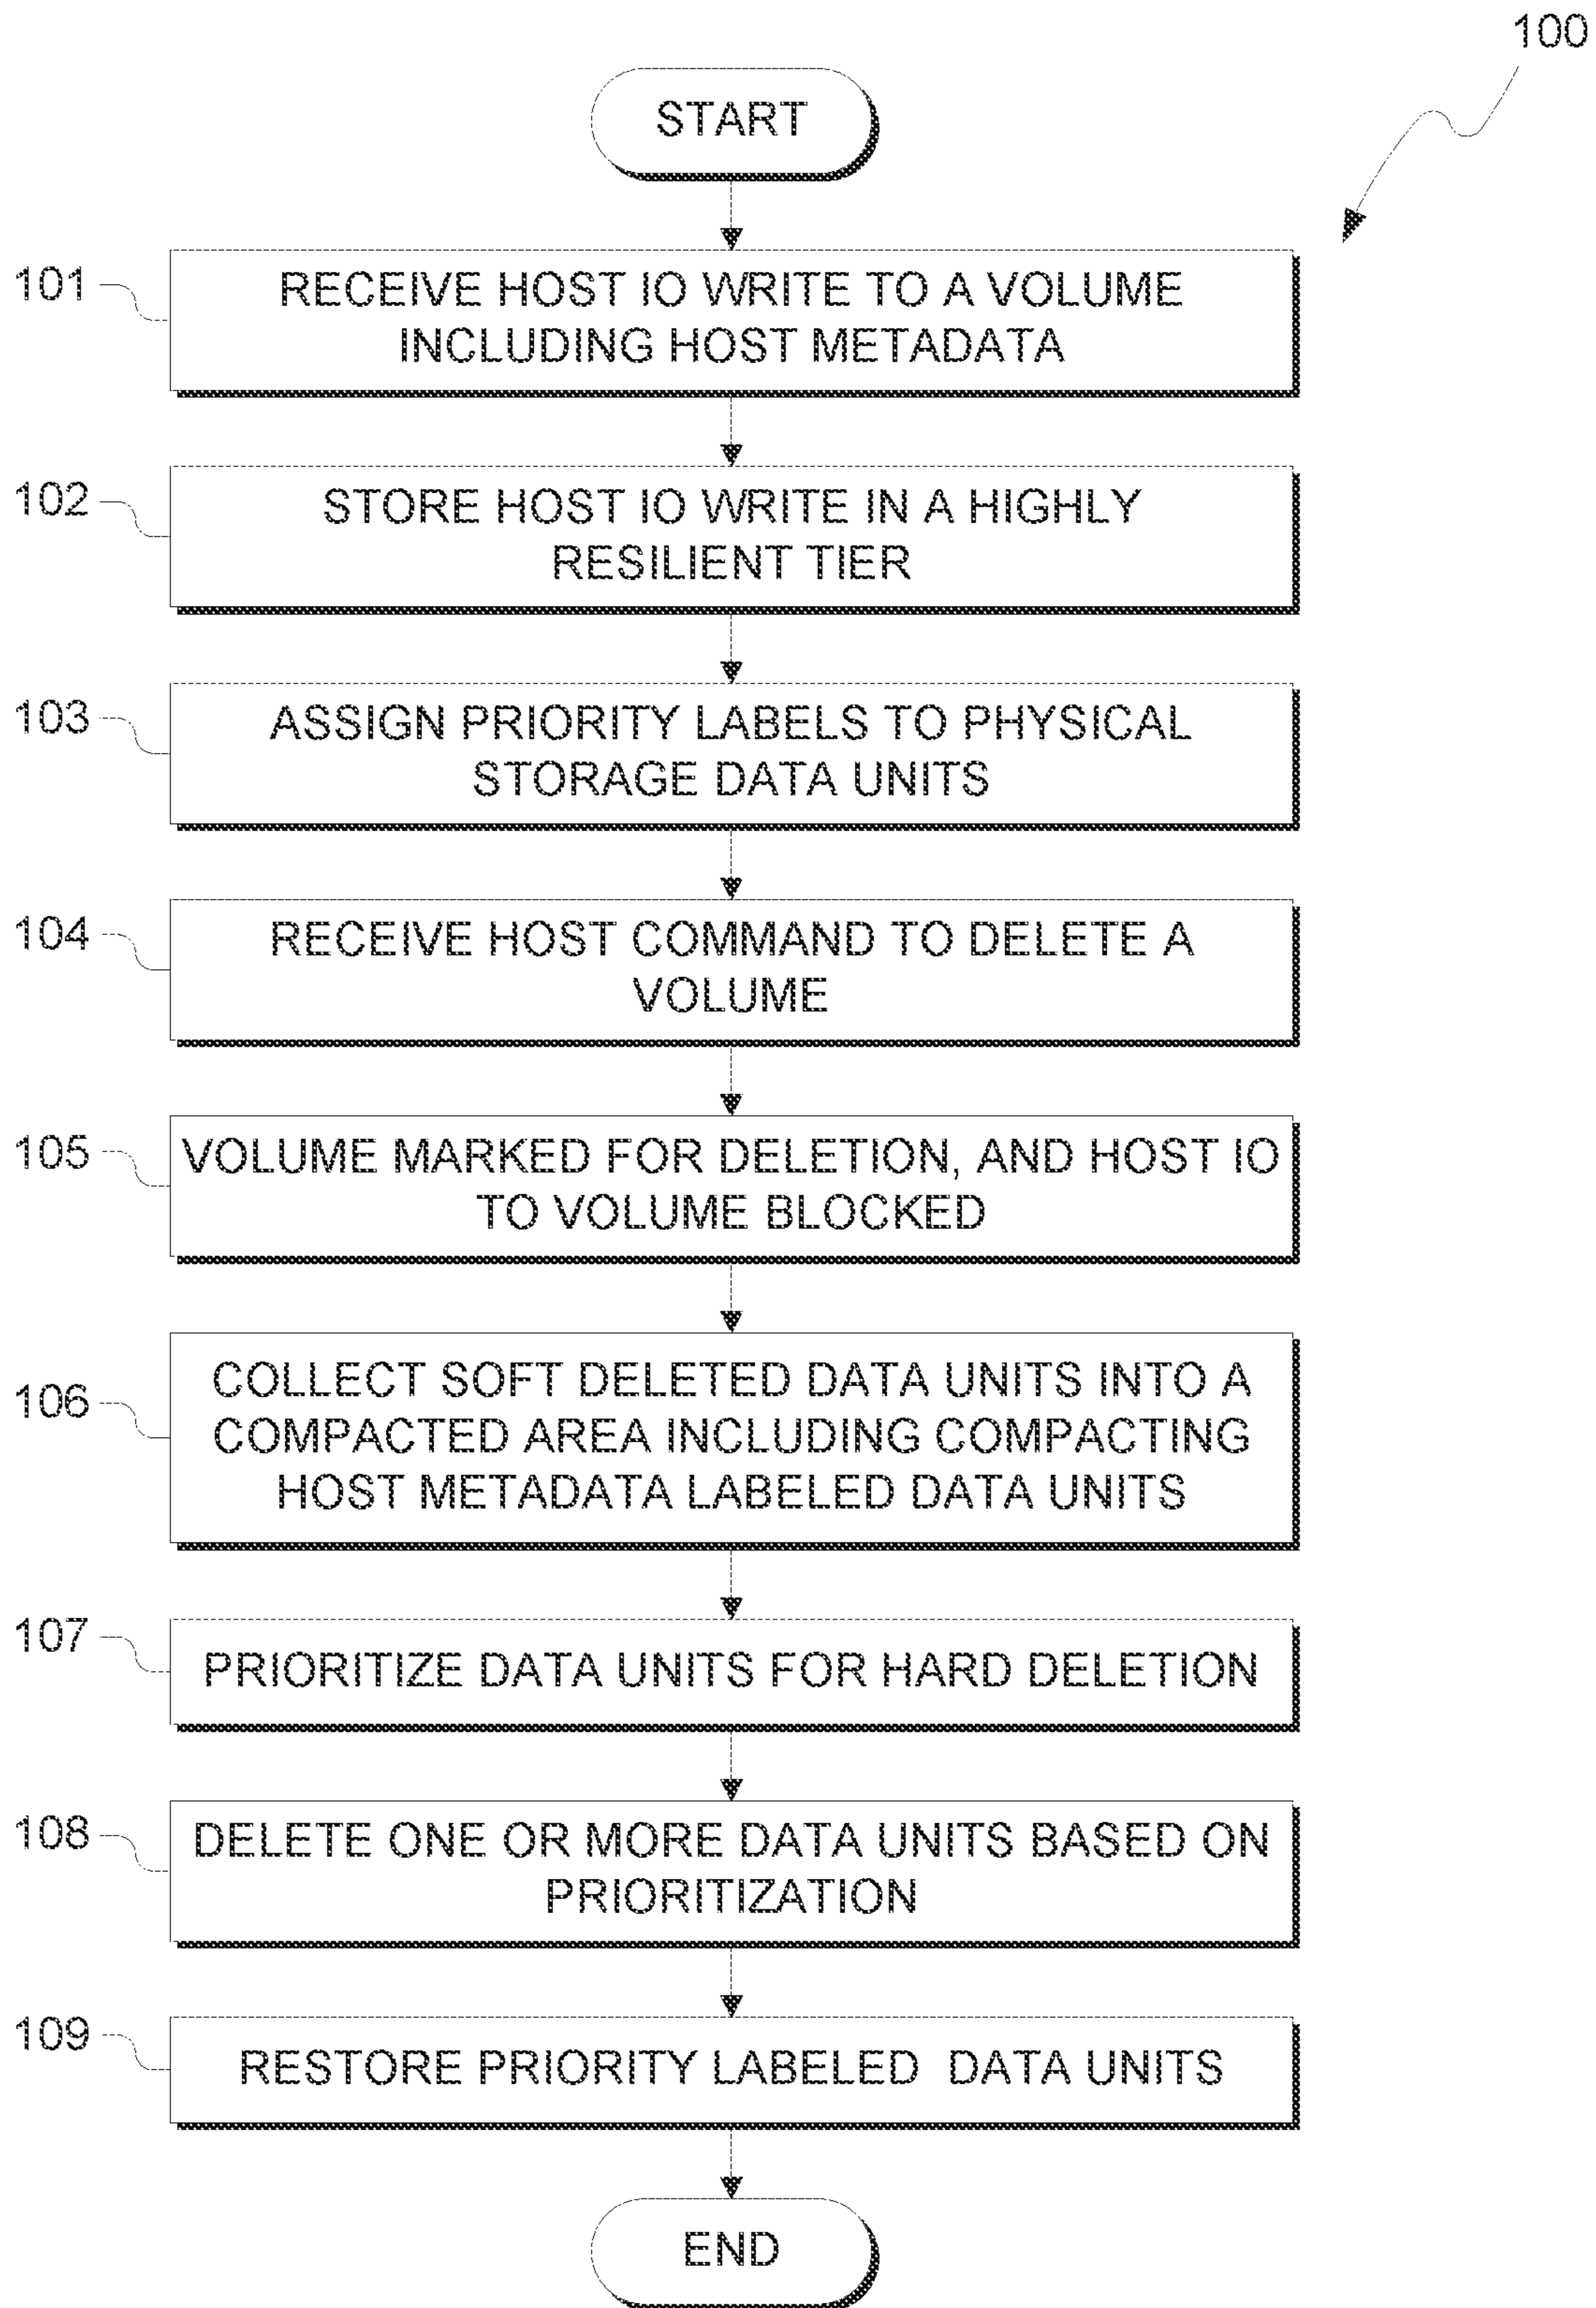 100
START
101
RECEIVE HOST IO WRITE TO A VOLUME
INCLUDING HOST METADATA
102
STORE HOST IO WRITE IN A HIGHLY
RESILIENT TIER
103
ASSIGN PRIORITY LABELS TO PHYSICAL
STORAGE DATA UNITS
104
RECEIVE HOST COMMAND TO DELETE A
VOLUME
105
VOLUME MARKED FOR DELETION, AND HOST IO
TO VOLUME BLOCKED
106
COLLECT SOFT DELETED DATA UNITS INTO A
COMPACTED AREA INCLUDING COMPACTING
HOST METADATA LABELED DATA UNITS
107
PRIORITIZE DATA UNITS FOR HARD DELETION
108
DELETE ONE OR MORE DATA UNITS BASED ON
PRIORITIZATION
109
RESTORE PRIORITY LABELED DATA UNITS
END